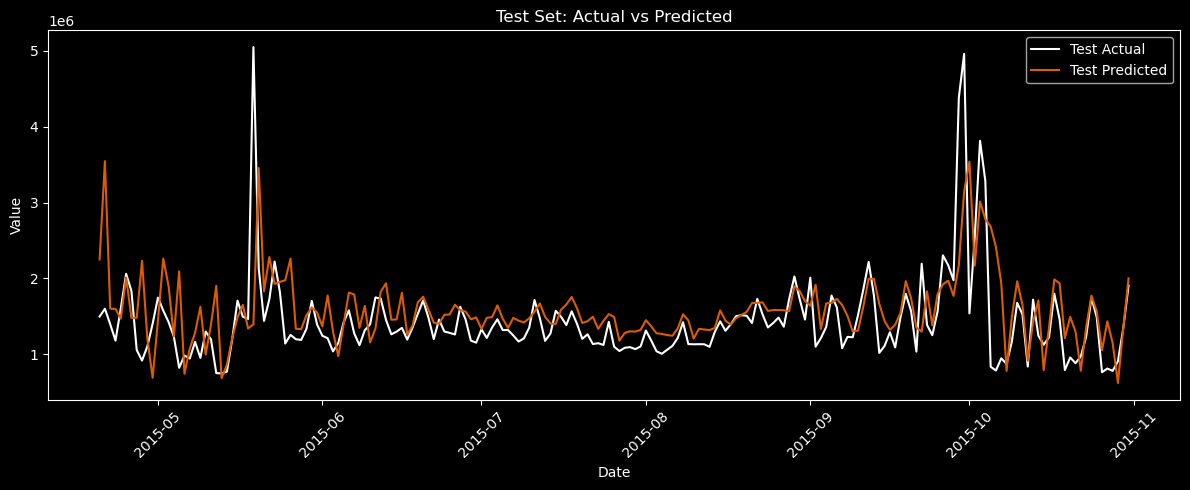 Test Set: Actual vs Predicted
1e6
Test Actual
Test Predicted
5
4
3
2
1
Value
2015-05
2015-06
2015-07
2015-08
2015-09
2015-10
2015-11
Date